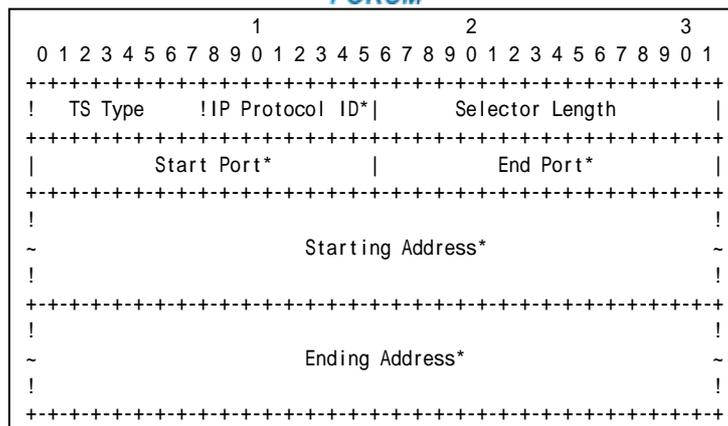 FORUM
                     1                   2                   3
 0 1 2 3 4 5 6 7 8 9 0 1 2 3 4 5 6 7 8 9 0 1 2 3 4 5 6 7 8 9 0 1
+-+-+-+-+-+-+-+-+-+-+-+-+-+-+-+-+-+-+-+-+-+-+-+-+-+-+-+-+-+-+-+-+
!   TS Type     !IP Protocol ID*|       Selector Length         |
+-+-+-+-+-+-+-+-+-+-+-+-+-+-+-+-+-+-+-+-+-+-+-+-+-+-+-+-+-+-+-+-+
|           Start Port*         |           End Port*           |
+-+-+-+-+-+-+-+-+-+-+-+-+-+-+-+-+-+-+-+-+-+-+-+-+-+-+-+-+-+-+-+-+
!                                                               !
~                         Starting Address*                     ~
!                                                               !
+-+-+-+-+-+-+-+-+-+-+-+-+-+-+-+-+-+-+-+-+-+-+-+-+-+-+-+-+-+-+-+-+
!                                                               !
~                         Ending Address*                       ~
!                                                               !
+-+-+-+-+-+-+-+-+-+-+-+-+-+-+-+-+-+-+-+-+-+-+-+-+-+-+-+-+-+-+-+-+